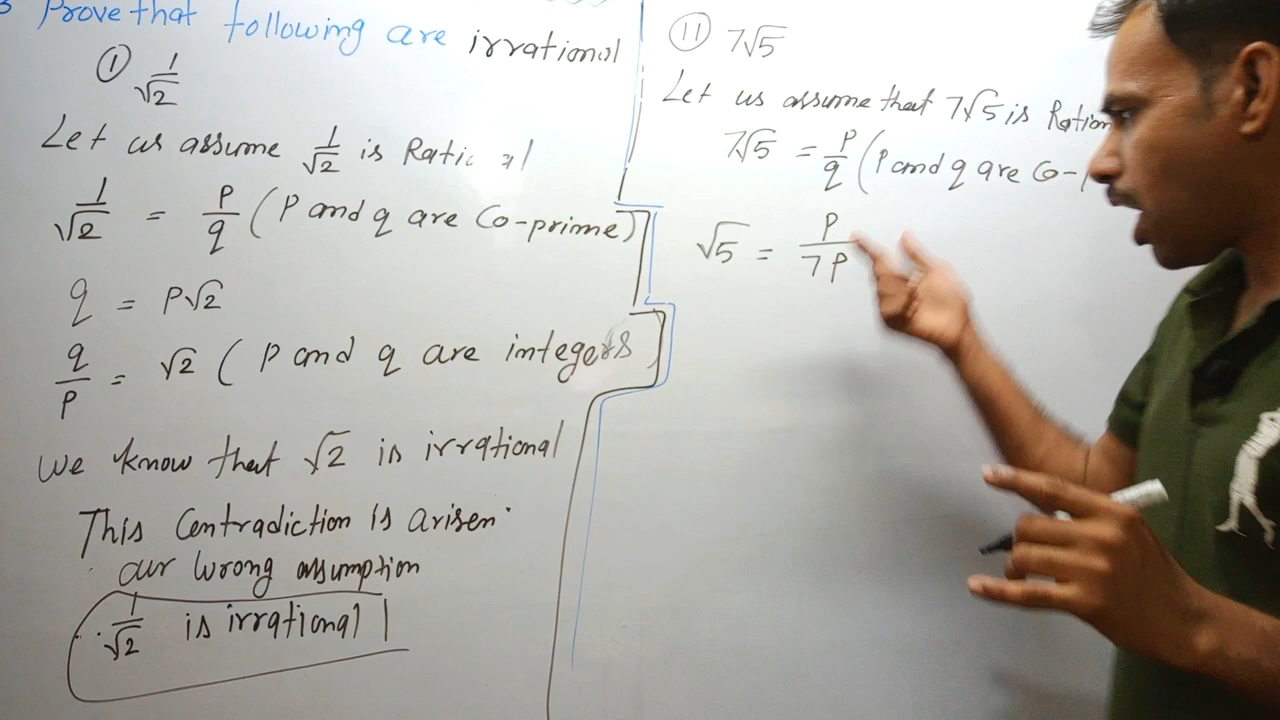 Prove that following are irrational
① 1/√2
Let us assume 1/√2 is Rati al
1/√2 = P/q (P and q are Co-prime)
q = P√2
q/P = √2 ( P and q are integers )
We know that √2 is irrational
This Contradiction is arisen.
our wrong assumption
∴ 1/√2 is irrational
⑪ 7√5
Let us assume that 7√5 is Ration
7√5 = P/q (P and q are Co-p
√5 = P/7P